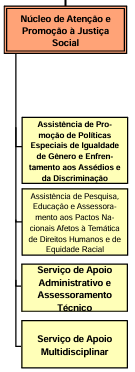 Núcleo de Atenção e
Promoção à Justiça
Social
Assistência de Pro-
moção de Políticas
Especiais de Igualdade
de Gênero e Enfren-
tamento aos Assédios e
da Discriminação
Assistência de Pesquisa,
Educação e Assessora-
mento aos Pactos Na-
cionais Afetos à Temática
de Direitos Humanos e de
Equidade Racial
Serviço de Apoio
Administrativo e
Assessoramento
Técnico
Serviço de Apoio
Multidisciplinar